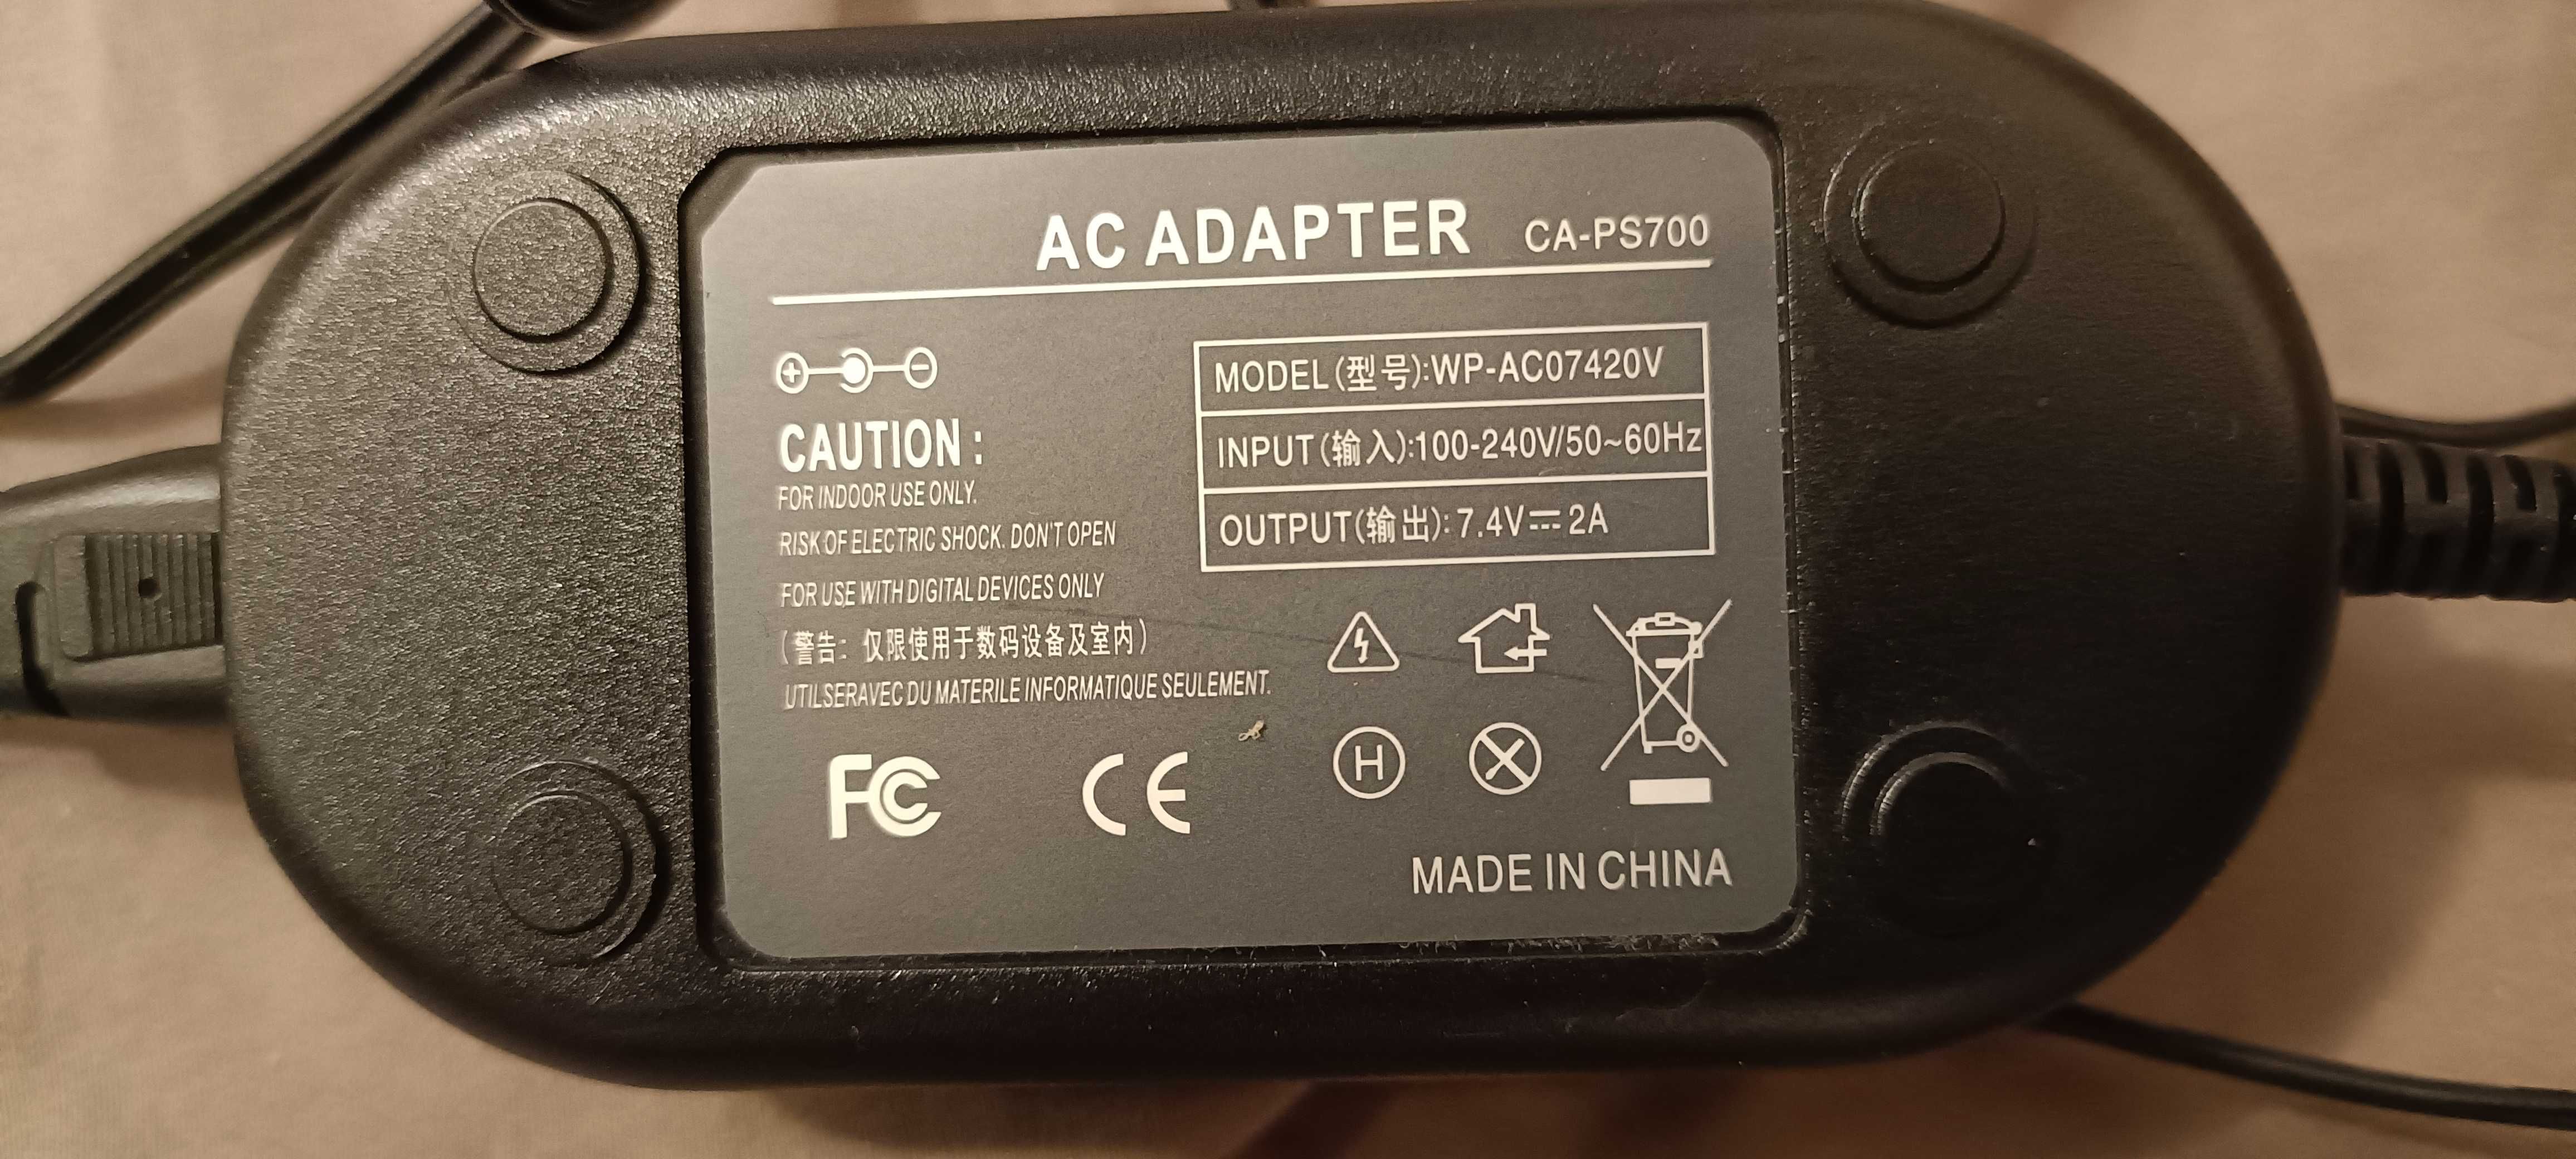 AC ADAPTER CA-PS700
MODEL(型号):WP-AC07420V
INPUT(输入):100-240V/50~60Hz
OUTPUT(输出):7.4V⎓2A
CAUTION :
FOR INDOOR USE ONLY.
RISK OF ELECTRIC SHOCK. DON'T OPEN
FOR USE WITH DIGITAL DEVICES ONLY
(警告: 仅限使用于数码设备及室内)
UTILSERAVEC DU MATERILE INFORMATIQUE SEULEMENT.
FC CE
H
MADE IN CHINA